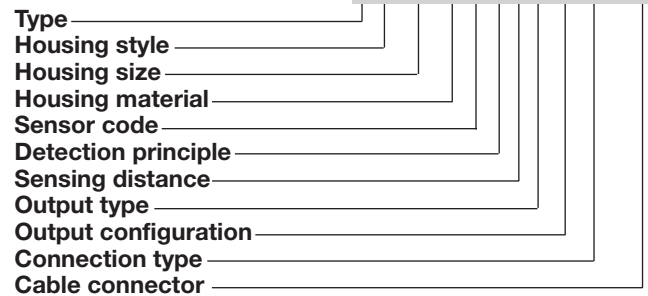 Type
Housing style
Housing size
Housing material
Sensor code
Detection principle
Sensing distance
Output type
Output configuration
Connection type
Cable connector